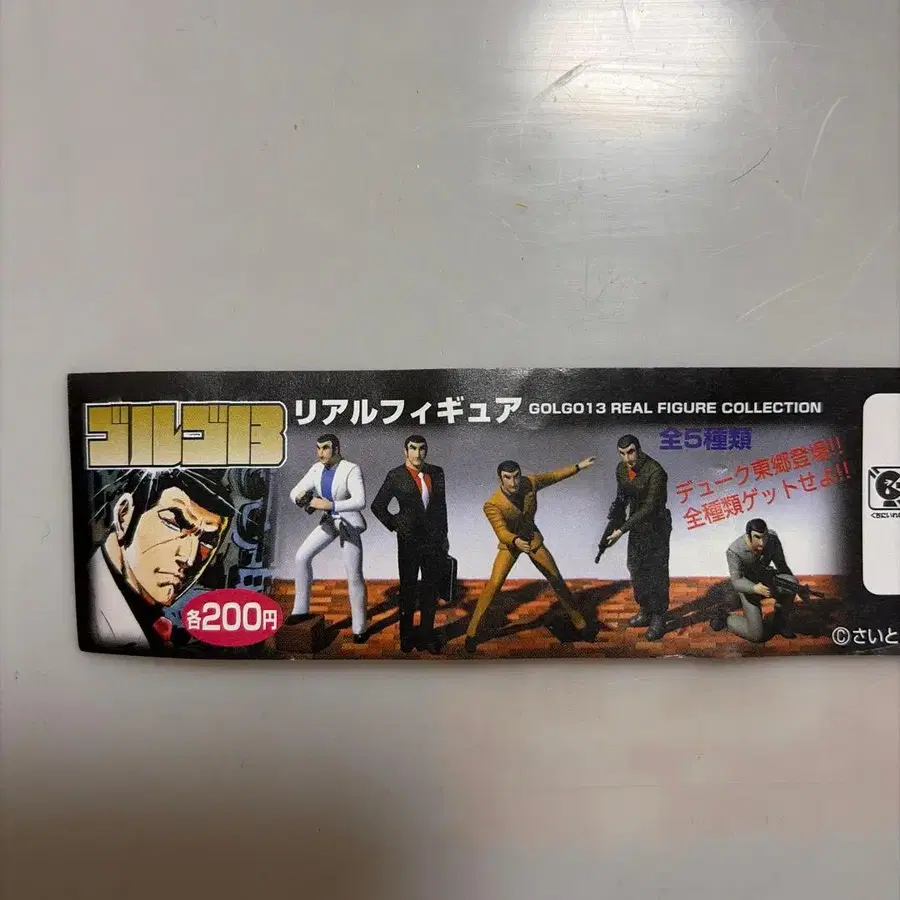 ゴルゴ13
リアルフィギュア
GOLGO13 REAL FIGURE COLLECTION
全5種類
デューク東郷登場!!
全種類ゲットせよ!!
各200円
©さいと